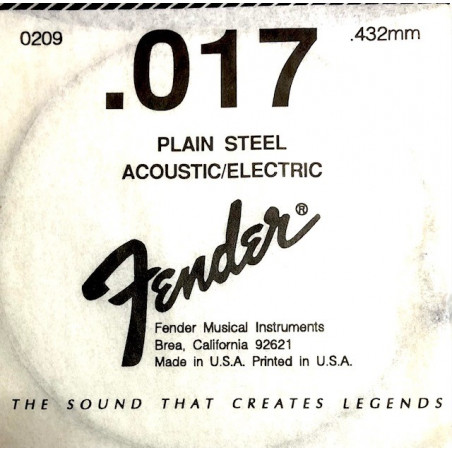 0209
.017
.432mm
PLAIN STEEL
ACOUSTIC/ELECTRIC
Fender®
Fender Musical Instruments
Brea, California 92621
Made in U.S.A. Printed in U.S.A.
THE SOUND THAT CREATES LEGENDS